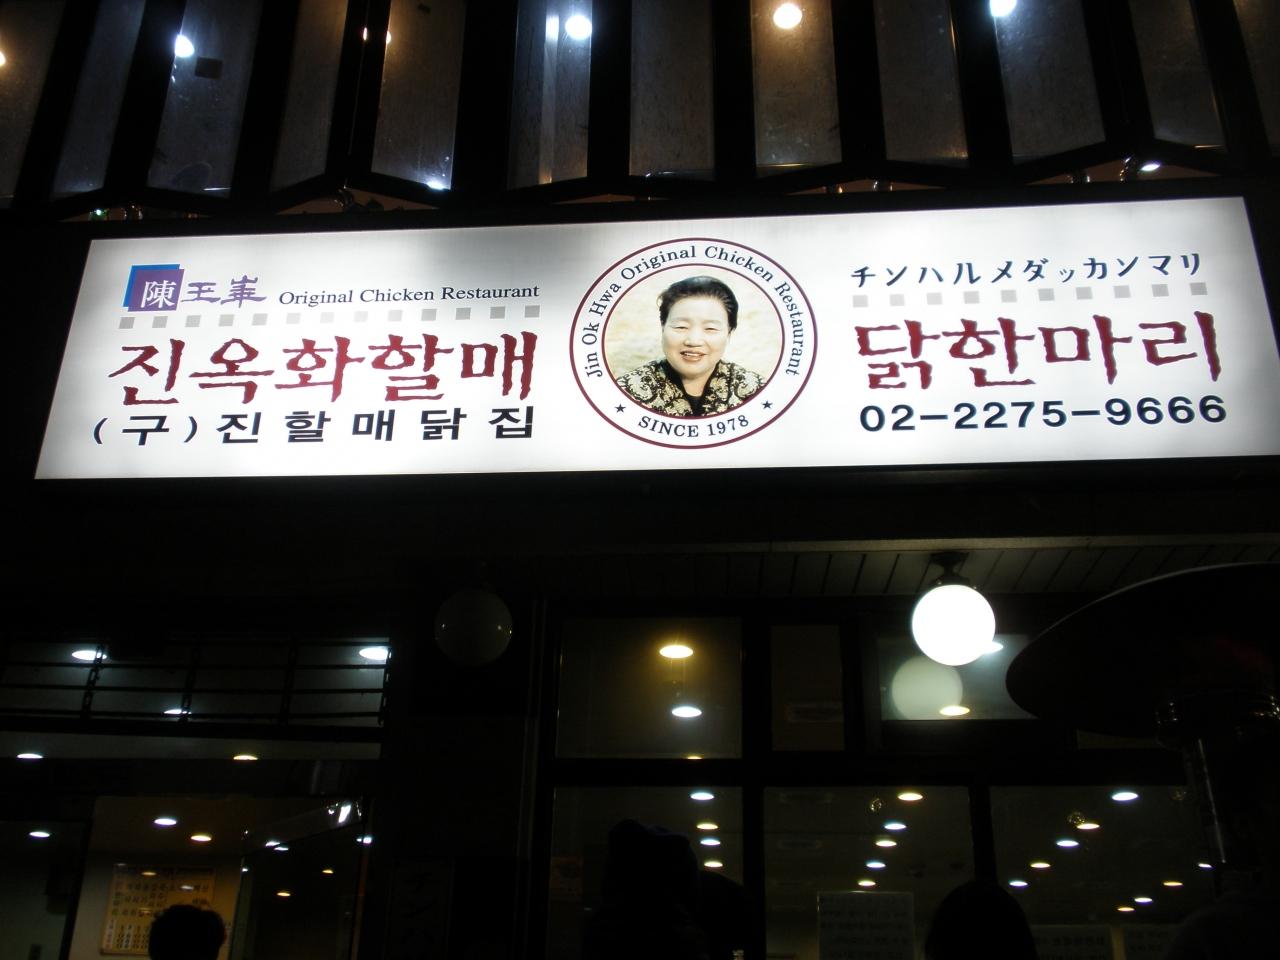 陳玉華 Original Chicken Restaurant
진옥화할매
(구)진할매닭집
Jin Ok Hwa Original Chicken Restaurant
★ SINCE 1978 ★
チンハルメダッカンマリ
닭한마리
02-2275-9666